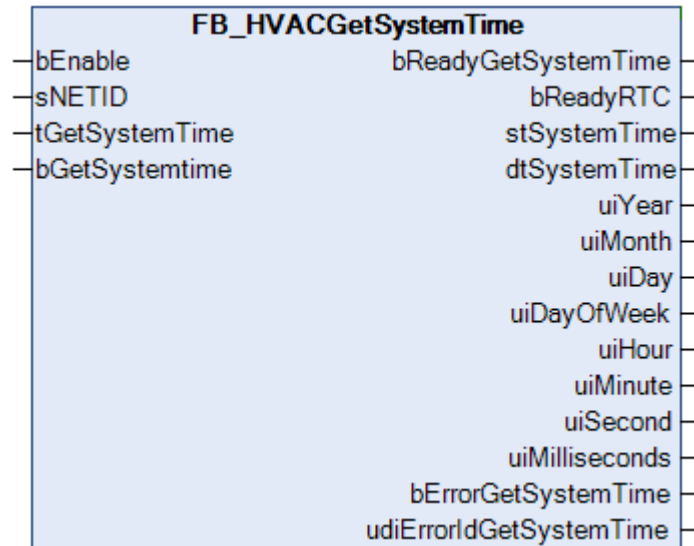 FB_HVACGetSystemTime
bEnable bReadyGetSystemTime
sNETID bReadyRTC
tGetSystemTime stSystemTime
bGetSystemtime dtSystemTime
uiYear
uiMonth
uiDay
uiDayOfWeek
uiHour
uiMinute
uiSecond
uiMilliseconds
bErrorGetSystemTime
udiErrorIdGetSystemTime